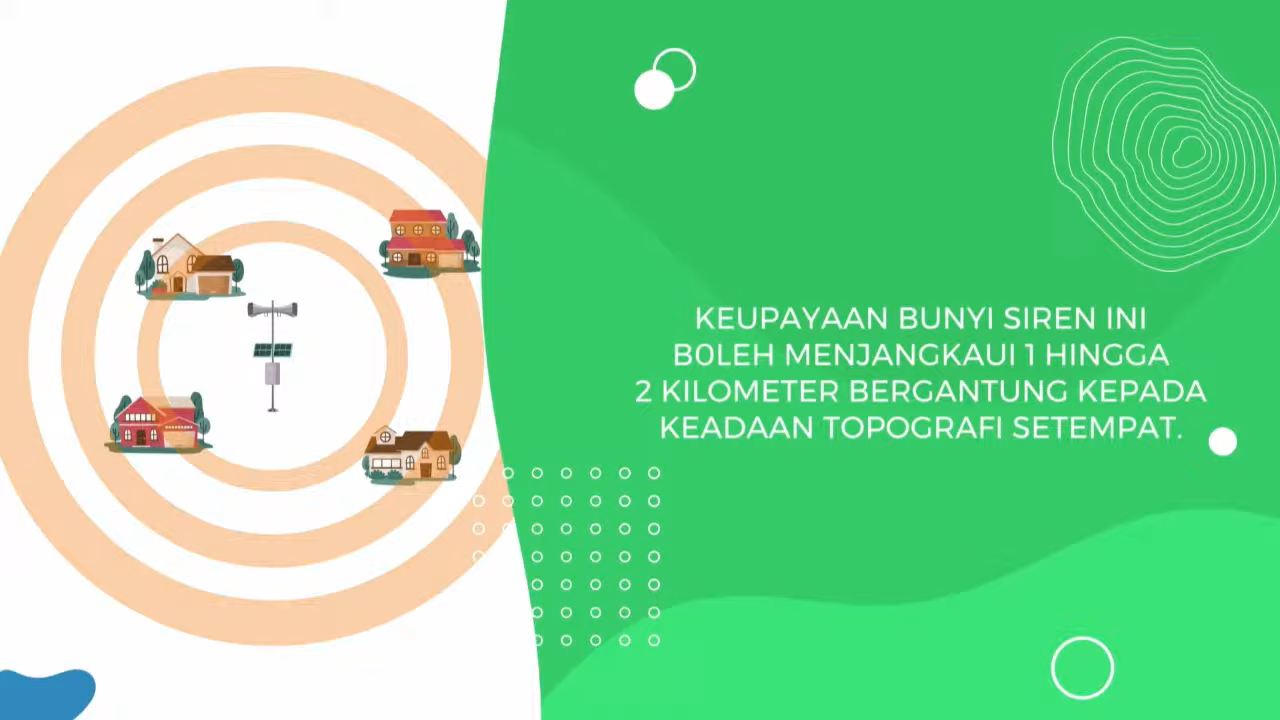 KEUPAYAAN BUNYI SIREN INI
B0LEH MENJANGKAUI 1 HINGGA
2 KILOMETER BERGANTUNG KEPADA
KEADAAN TOPOGRAFI SETEMPAT.